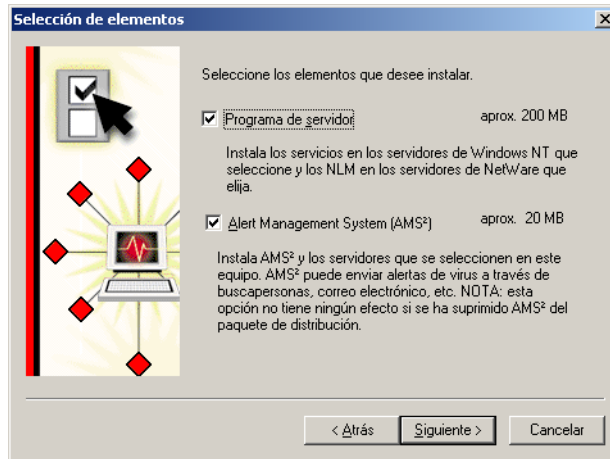 Selección de elementos
Seleccione los elementos que desee instalar.
Programa de servidor aprox. 200 MB
Instala los servicios en los servidores de Windows NT que
seleccione y los NLM en los servidores de NetWare que
elija.
Alert Management System (AMS²) aprox. 20 MB
Instala AMS² y los servidores que se seleccionen en este
equipo. AMS² puede enviar alertas de virus a través de
buscapersonas, correo electrónico, etc. NOTA: esta
opción no tiene ningún efecto si se ha suprimido AMS² del
paquete de distribución.
< Atrás Siguiente > Cancelar